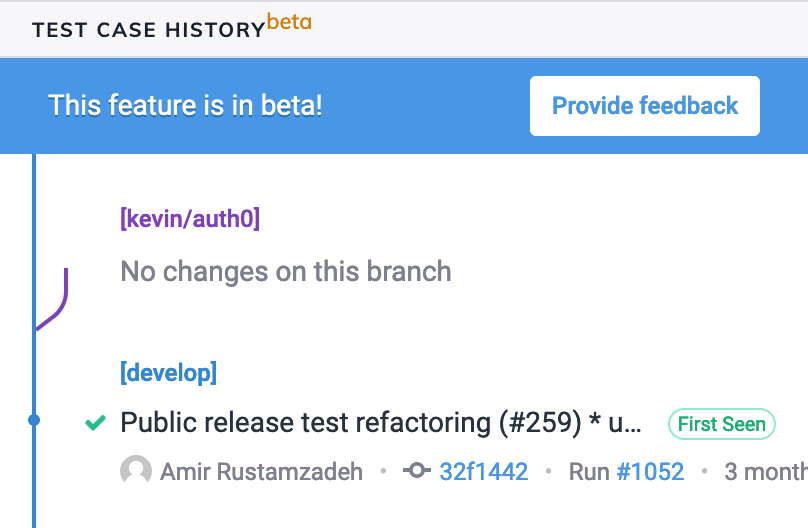 TEST CASE HISTORY beta
This feature is in beta!
Provide feedback
[kevin/auth0]
No changes on this branch
[develop]
Public release test refactoring (#259) * u... First Seen
Amir Rustamzadeh • 32f1442 • Run #1052 • 3 month